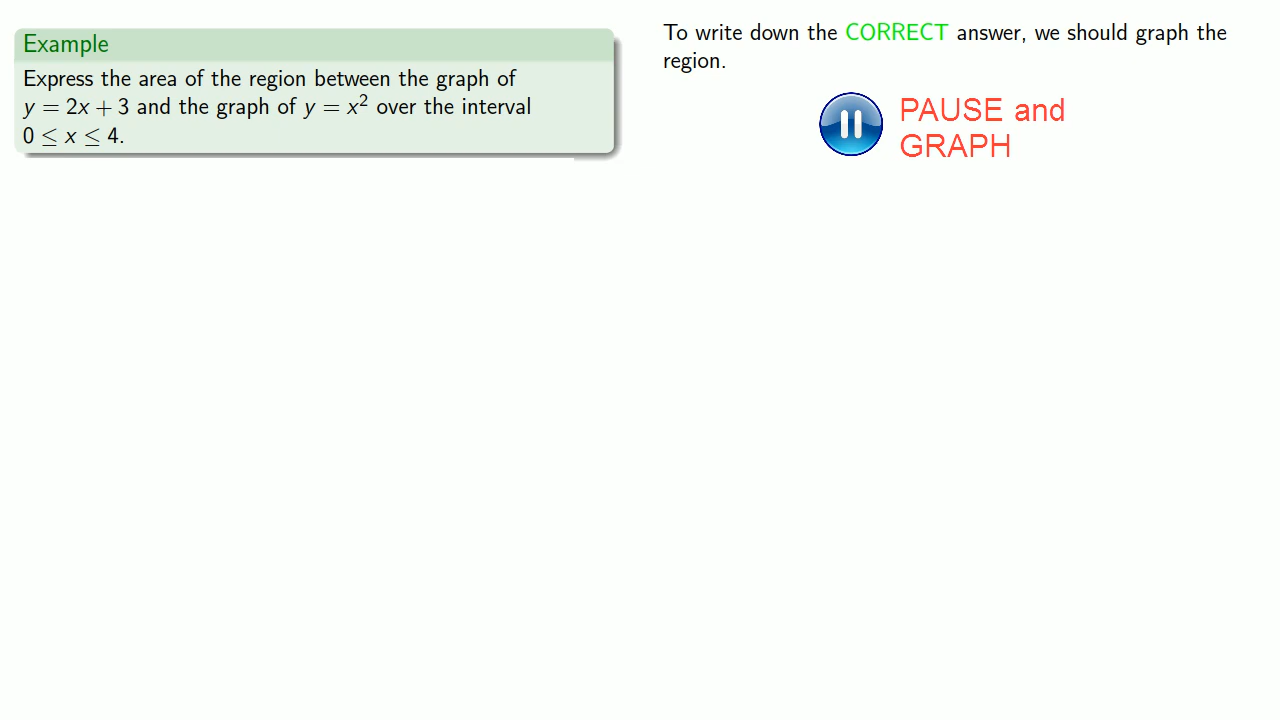 Example
Express the area of the region between the graph of
y = 2x + 3 and the graph of y = x² over the interval
0 ≤ x ≤ 4.
To write down the CORRECT answer, we should graph the
region.
PAUSE and
GRAPH